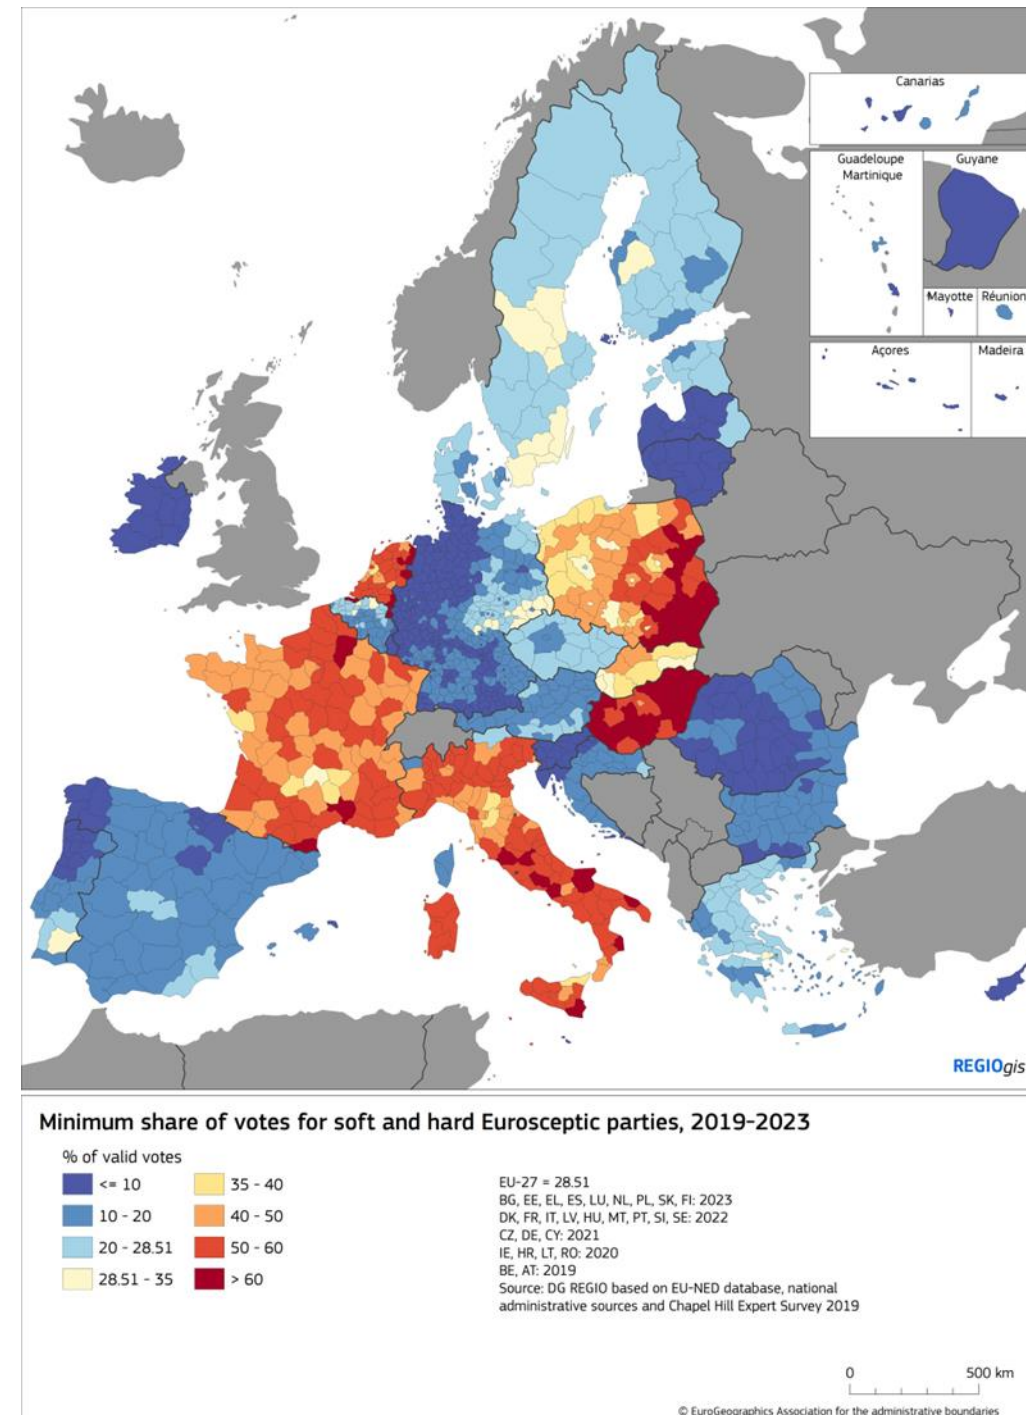 Canarias
Guadeloupe
Martinique
Guyane
Mayotte
Réunion
Açores
Madeira
REGIOgis
Minimum share of votes for soft and hard Eurosceptic parties, 2019-2023
% of valid votes
<= 10
10 - 20
20 - 28.51
28.51 - 35
35 - 40
40 - 50
50 - 60
> 60
EU-27 = 28.51
BG, EE, EL, ES, LU, NL, PL, SK, FI: 2023
DK, FR, IT, LV, HU, MT, PT, SI, SE: 2022
CZ, DE, CY: 2021
IE, HR, LT, RO: 2020
BE, AT: 2019
Source: DG REGIO based on EU-NED database, national
administrative sources and Chapel Hill Expert Survey 2019
0 500 km
© EuroGeographics Association for the administrative boundaries